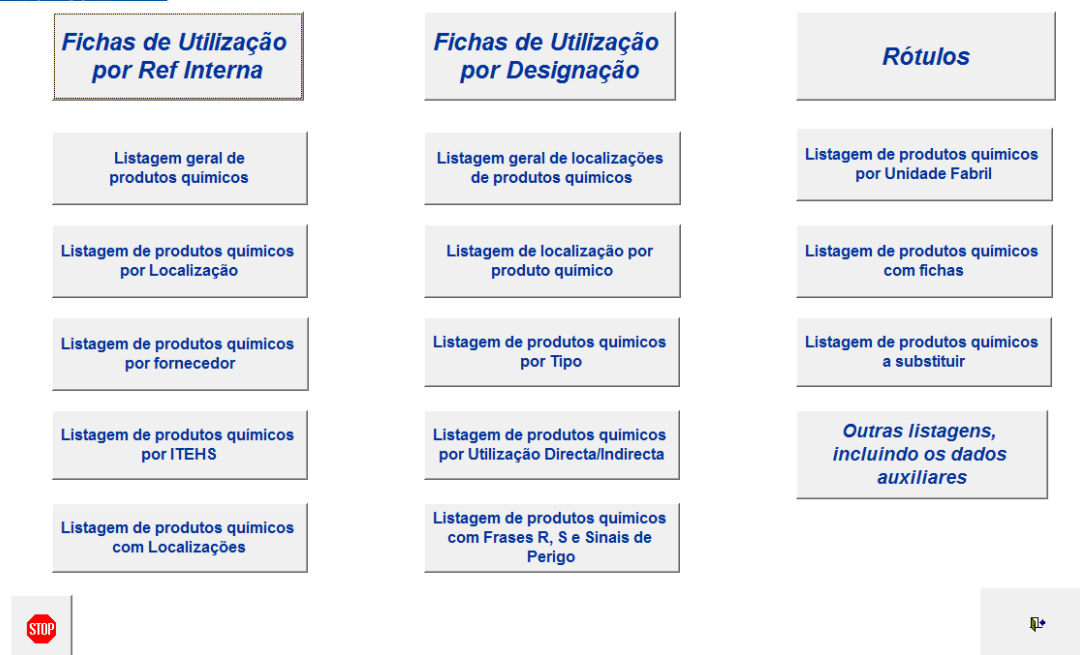 Fichas de Utilização
por Ref Interna
Fichas de Utilização
por Designação
Rótulos
Listagem geral de
produtos químicos
Listagem geral de localizações
de produtos químicos
Listagem de produtos químicos
por Unidade Fabril
Listagem de produtos químicos
por Localização
Listagem de localização por
produto químico
Listagem de produtos químicos
com fichas
Listagem de produtos químicos
por fornecedor
Listagem de produtos químicos
por Tipo
Listagem de produtos químicos
a substituir
Listagem de produtos químicos
por ITEHS
Listagem de produtos químicos
por Utilização Directa/Indirecta
Outras listagens,
incluindo os dados
auxiliares
Listagem de produtos químicos
com Localizações
Listagem de produtos químicos
com Frases R, S e Sinais de
Perigo
STOP